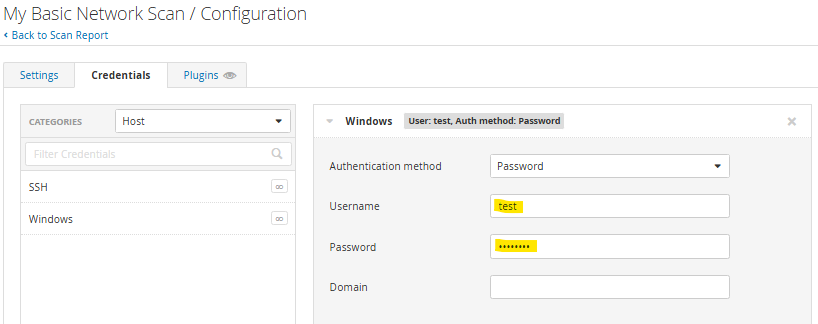 My Basic Network Scan / Configuration
‹ Back to Scan Report
Settings Credentials Plugins
CATEGORIES Host
Filter Credentials
SSH ∞
Windows ∞
Windows User: test, Auth method: Password ×
Authentication method Password
Username test
Password ••••••••
Domain